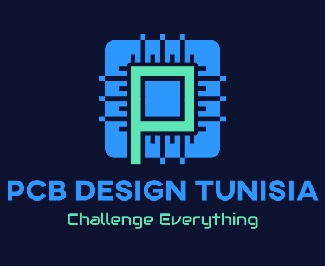 PCB DESIGN TUNISIA
Challenge Everything